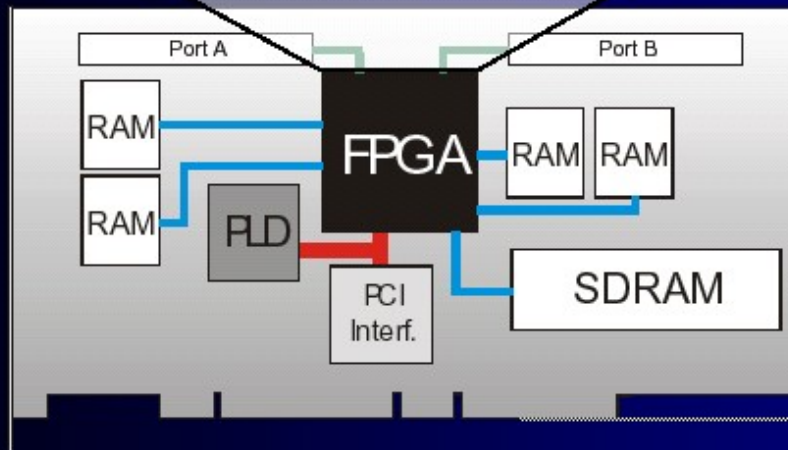 Port A
Port B
RAM
FPGA
RAM
RAM
RAM
PLD
PCI
Interf.
SDRAM